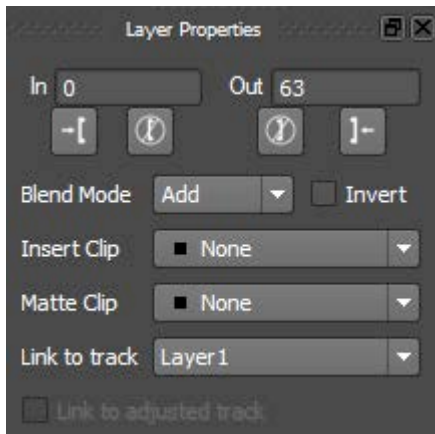 Layer Properties
In 0 Out 63
Blend Mode Add Invert
Insert Clip None
Matte Clip None
Link to track Layer1
Link to adjusted track